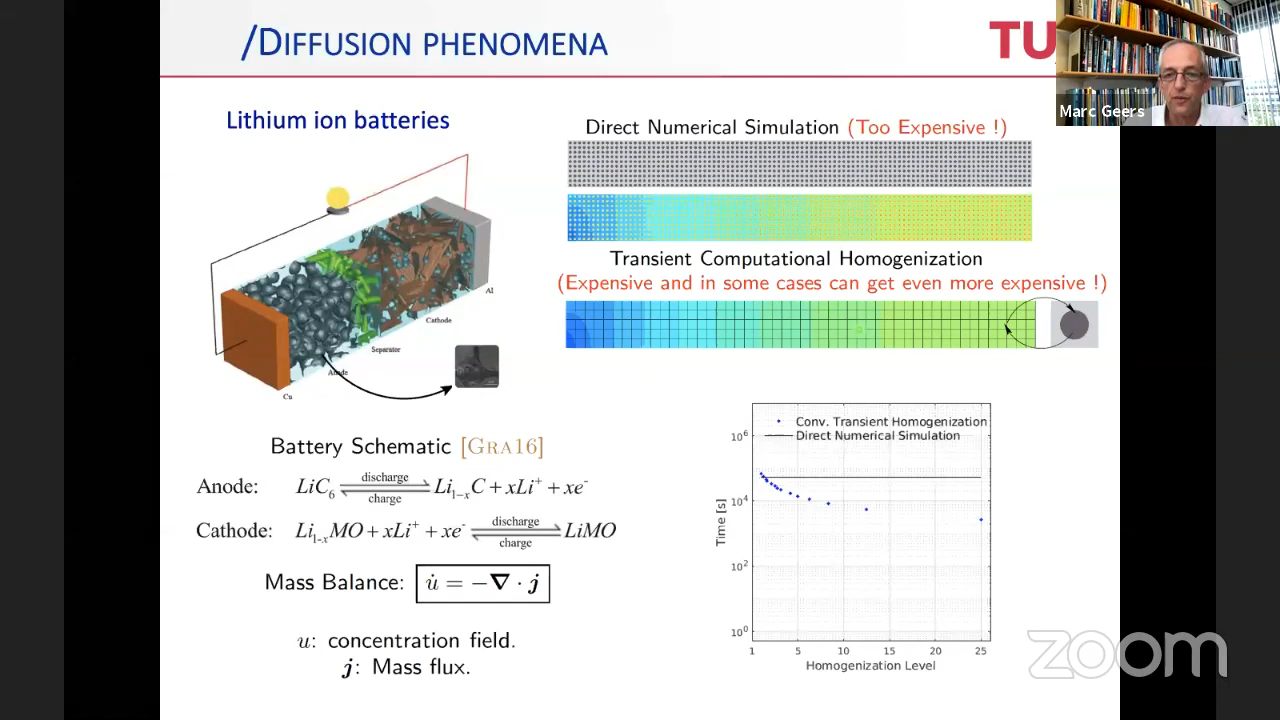 /DIFFUSION PHENOMENA
TU
Marc Geers
Lithium ion batteries
Al
Cathode
Separator
Anode
Cu
Battery Schematic [GRA16]
Anode: LiC₆ discharge charge Li₁₋ₓC + xLi⁺ + xe⁻
Cathode: Li₁₋ₓMO + xLi⁺ + xe⁻ discharge charge LiMO
Mass Balance: u̇ = −∇ · j
u: concentration field.
j: Mass flux.
Direct Numerical Simulation (Too Expensive !)
Transient Computational Homogenization
(Expensive and in some cases can get even more expensive !)
Conv. Transient Homogenization
Direct Numerical Simulation
Time [s]
10⁶
10⁴
10²
10⁰
1 5 10 15 20 25
Homogenization Level
zoom